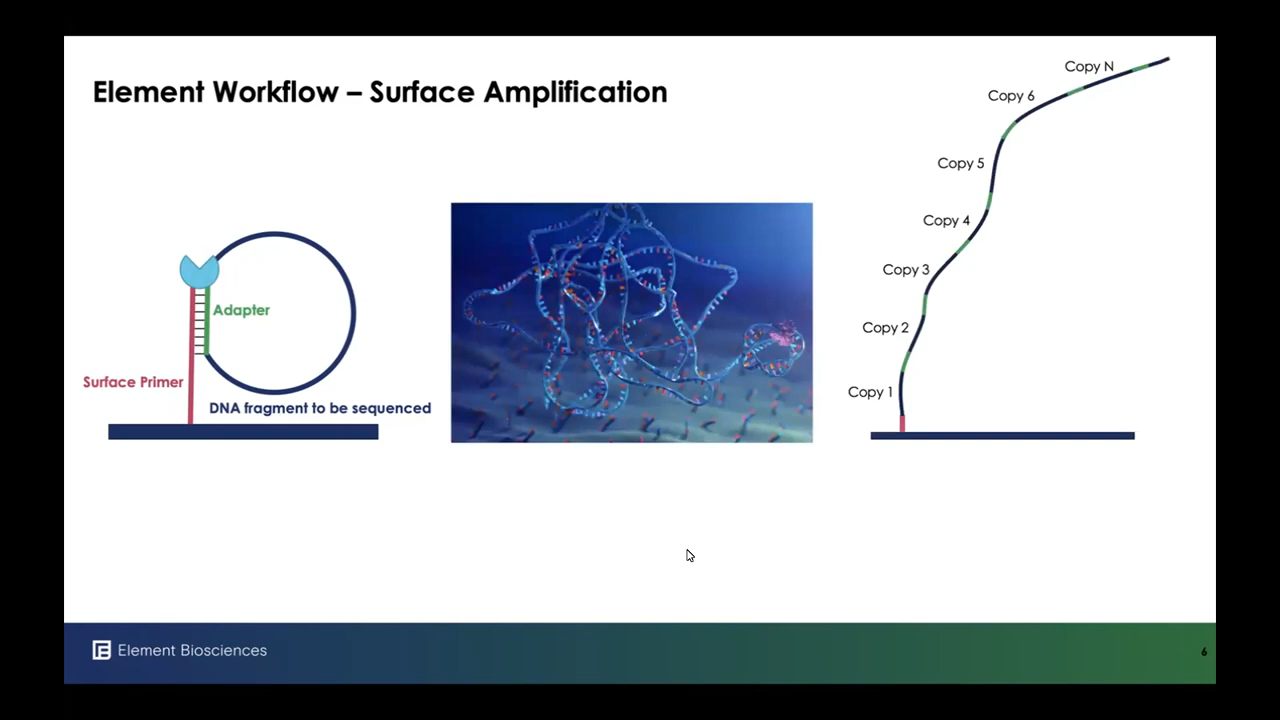 Element Workflow – Surface Amplification
Adapter
Surface Primer
DNA fragment to be sequenced
Copy N
Copy 6
Copy 5
Copy 4
Copy 3
Copy 2
Copy 1
Element Biosciences
6